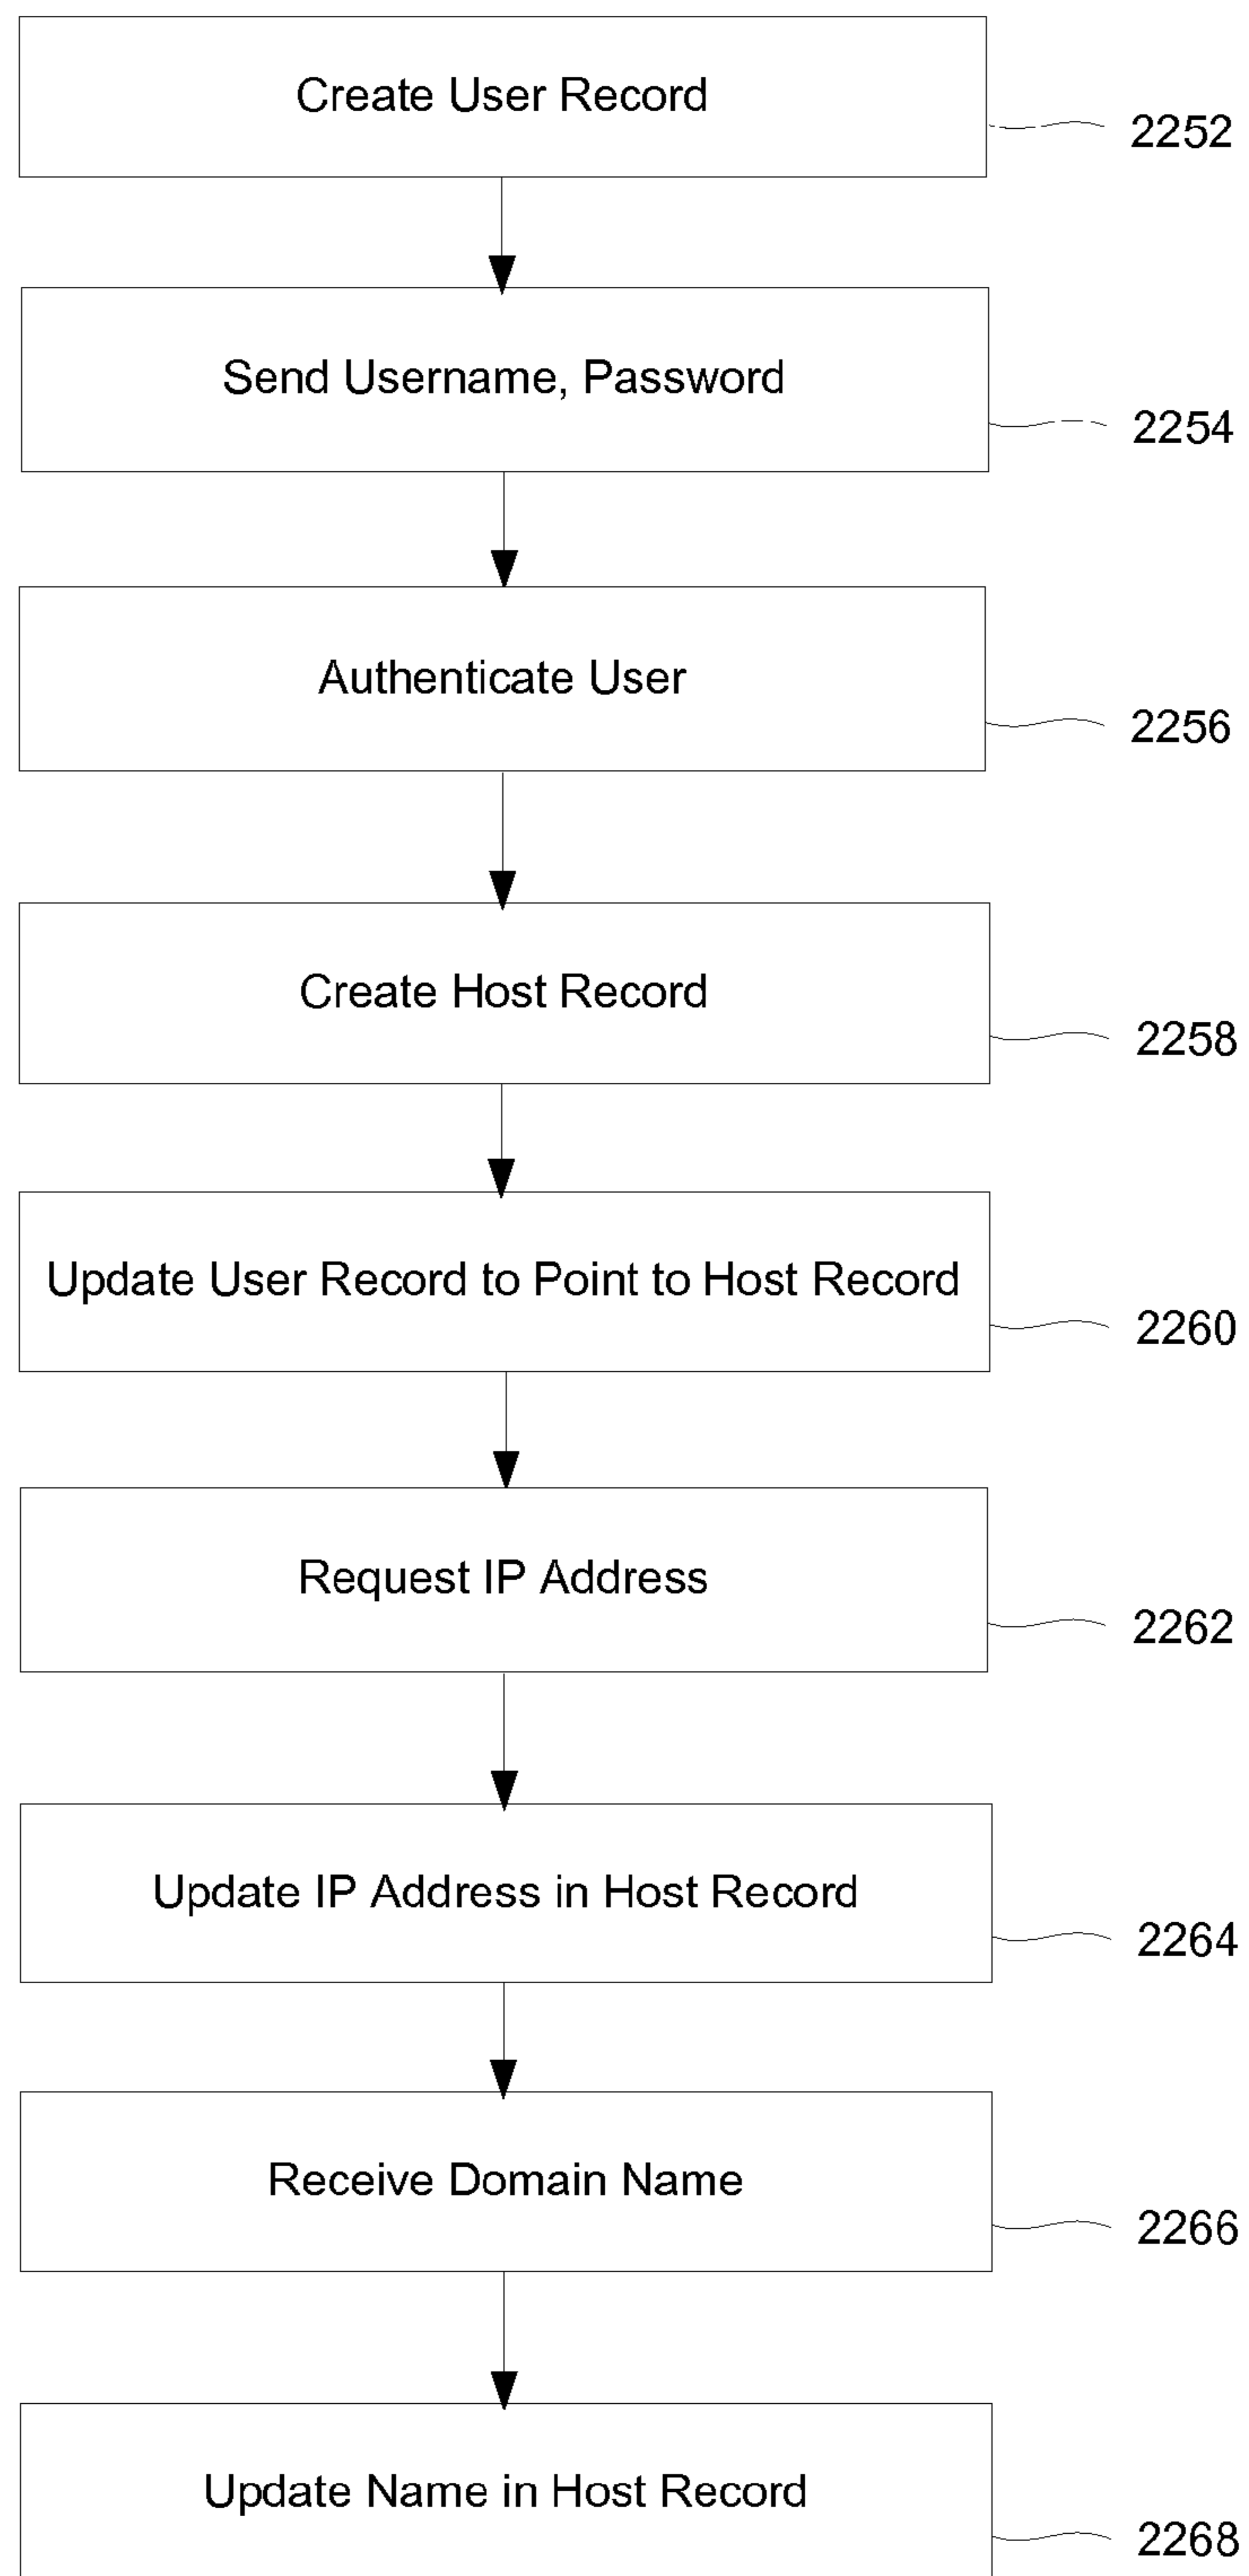 Create User Record
2252
Send Username, Password
2254
Authenticate User
2256
Create Host Record
2258
Update User Record to Point to Host Record
2260
Request IP Address
2262
Update IP Address in Host Record
2264
Receive Domain Name
2266
Update Name in Host Record
2268